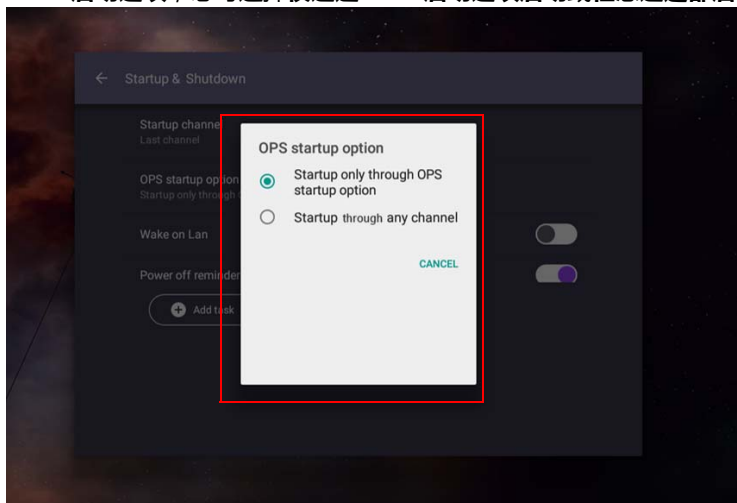 Startup & Shutdown
Startup channel
Last channel
OPS startup option
Startup only through
Wake on Lan
Power off reminder
Add task
OPS startup option
Startup only through OPS
startup option
Startup through any channel
CANCEL